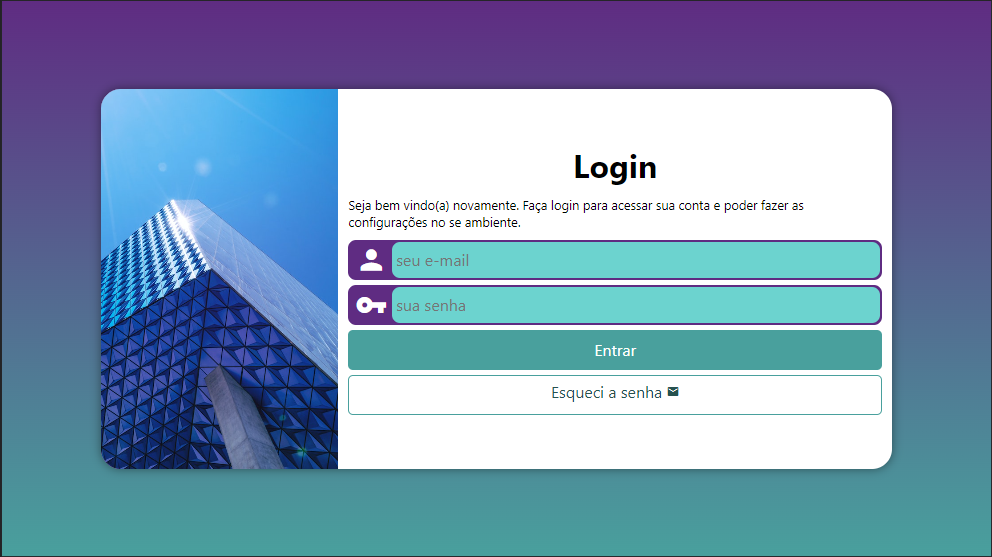 Login
Seja bem vindo(a) novamente. Faça login para acessar sua conta e poder fazer as
configurações no se ambiente.
seu e-mail
sua senha
Entrar
Esqueci a senha